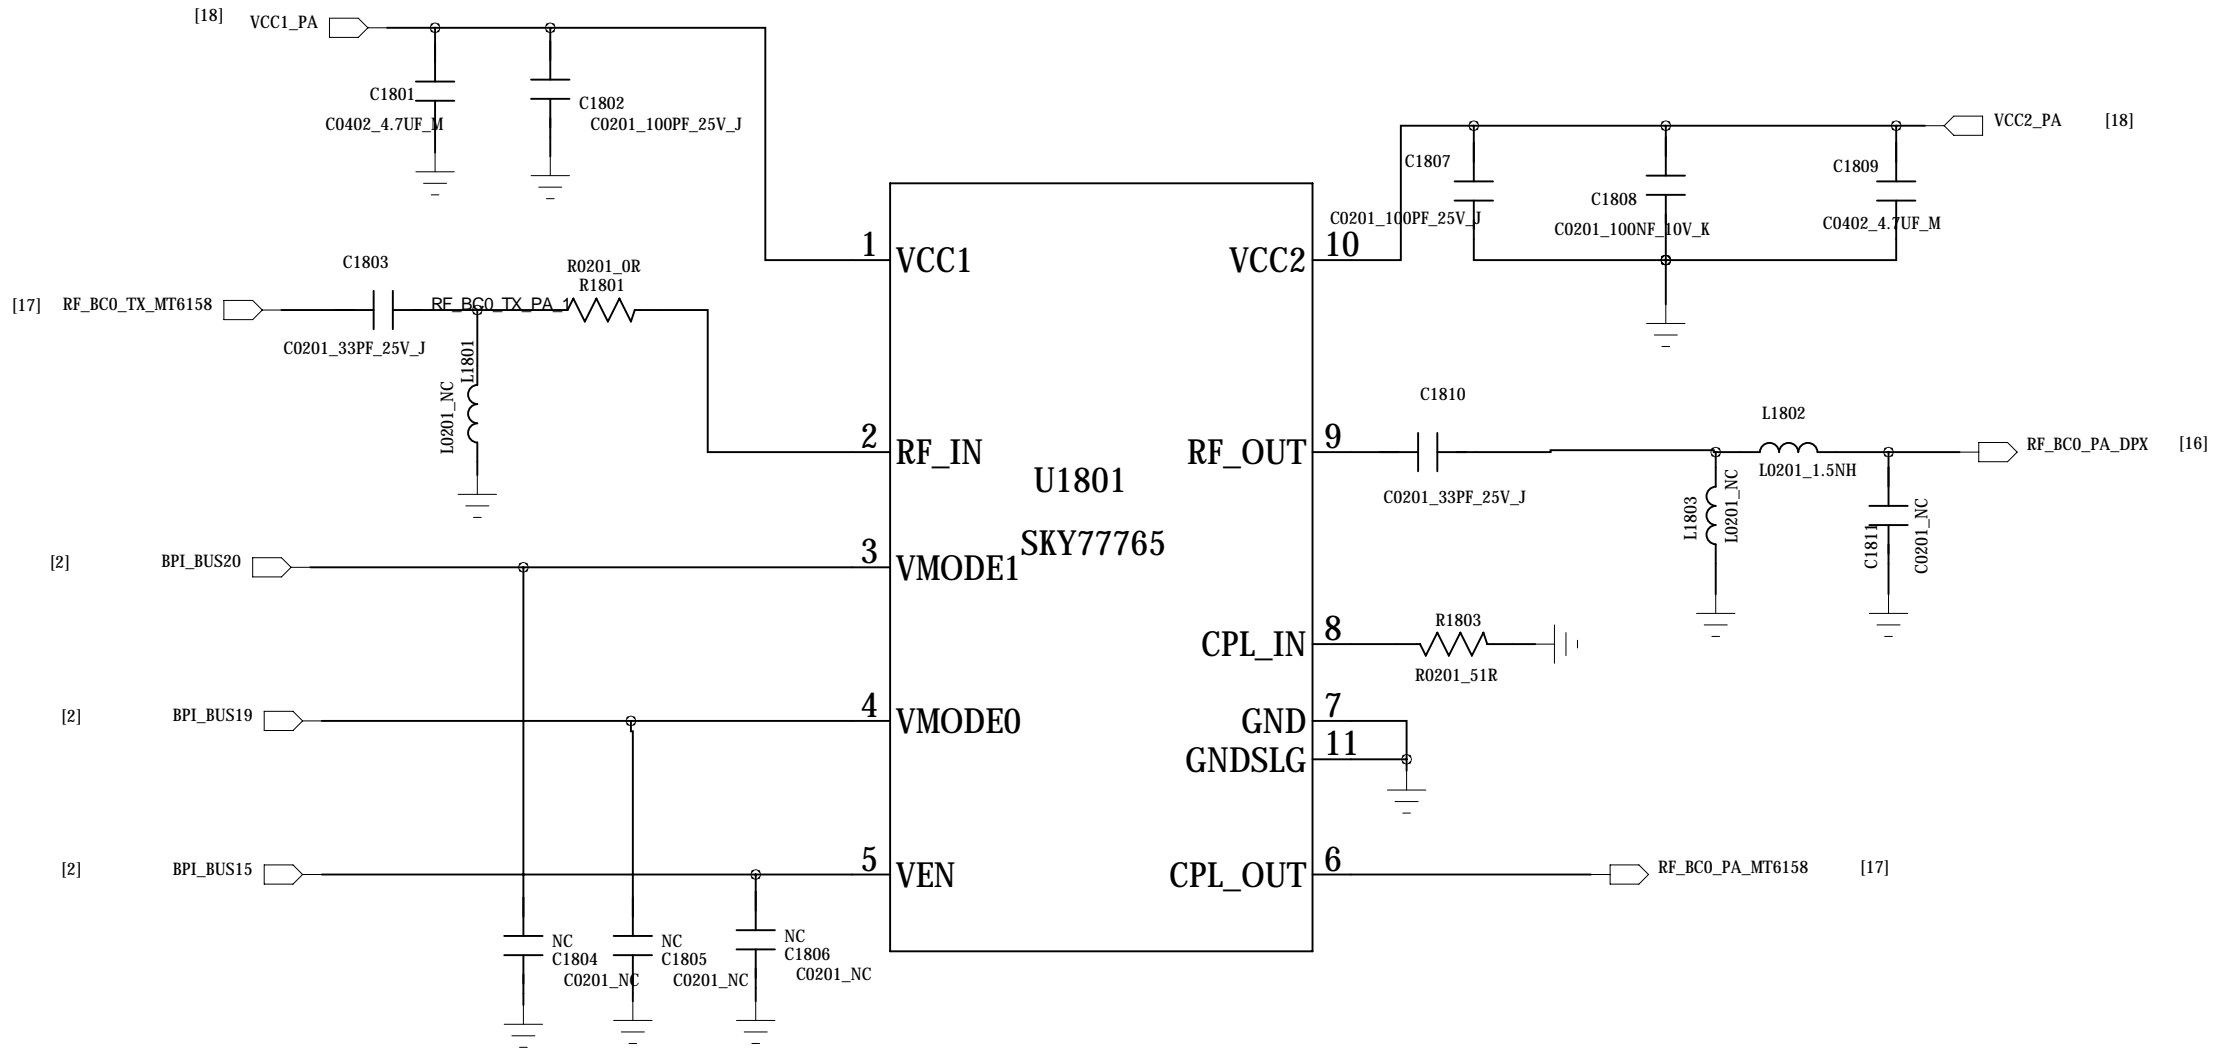 [18] VCC1_PA
C1801
C0402_4.7UF_M
C1802
C0201_100PF_25V_J
VCC2_PA [18]
C1807
C0201_100PF_25V_J
C1808
C0201_100NF_10V_K
C1809
C0402_4.7UF_M
1 VCC1
VCC2 10
C1803
R0201_0R
R1801
[17] RF_BC0_TX_MT6158
RF_BC0_TX_PA_1
C0201_33PF_25V_J
L1801
L0201_NC
2 RF_IN
RF_OUT 9
C1810
C0201_33PF_25V_J
L1802
L0201_1.5NH
RF_BC0_PA_DPX [16]
L1803
L0201_NC
C1811
C0201_NC
U1801
SKY77765
[2] BPI_BUS20
3 VMODE1
CPL_IN 8
R1803
R0201_51R
[2] BPI_BUS19
4 VMODE0
GND 7
GNDSLG 11
[2] BPI_BUS15
5 VEN
CPL_OUT 6
RF_BC0_PA_MT6158 [17]
NC
C1804
C0201_NC
NC
C1805
C0201_NC
NC
C1806
C0201_NC